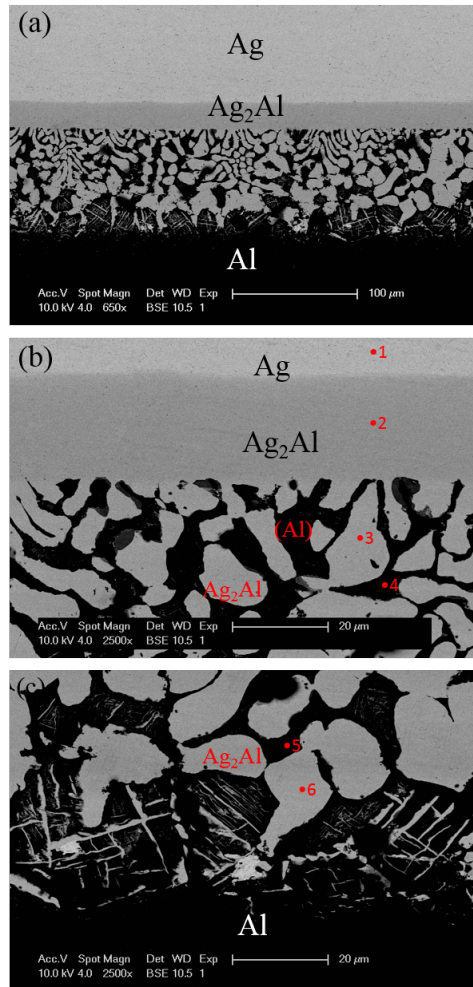 (a)
Ag
Ag₂Al
Al
Acc.V Spot Magn Det WD Exp
10.0 kV 4.0 650x BSE 10.5 1
100 μm
(b)
1
Ag
2
Ag₂Al
(Al)
3
Ag₂Al
4
Acc.V Spot Magn Det WD Exp
10.0 kV 4.0 2500x BSE 10.5 1
20 μm
(c)
5
Ag₂Al
6
Al
Acc.V Spot Magn Det WD Exp
10.0 kV 4.0 2500x BSE 10.5 1
20 μm